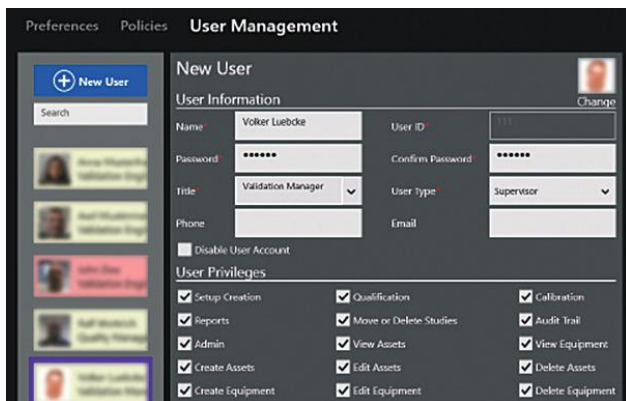 Preferences Policies User Management
New User
Search
New User
User Information
Change
Name* Volker Luebcke User ID* 111
Password* •••••• Confirm Password* ••••••
Title* Validation Manager User Type* Supervisor
Phone Email
Disable User Account
User Privileges
Setup Creation Qualification Calibration
Reports Move or Delete Studies Audit Trail
Admin View Assets View Equipment
Create Assets Edit Assets Delete Assets
Create Equipment Edit Equipment Delete Equipment